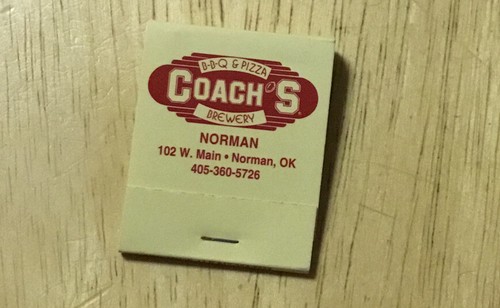 B-B-Q & PIZZA
COACH'S
BREWERY
NORMAN
102 W. Main • Norman, OK
405-360-5726